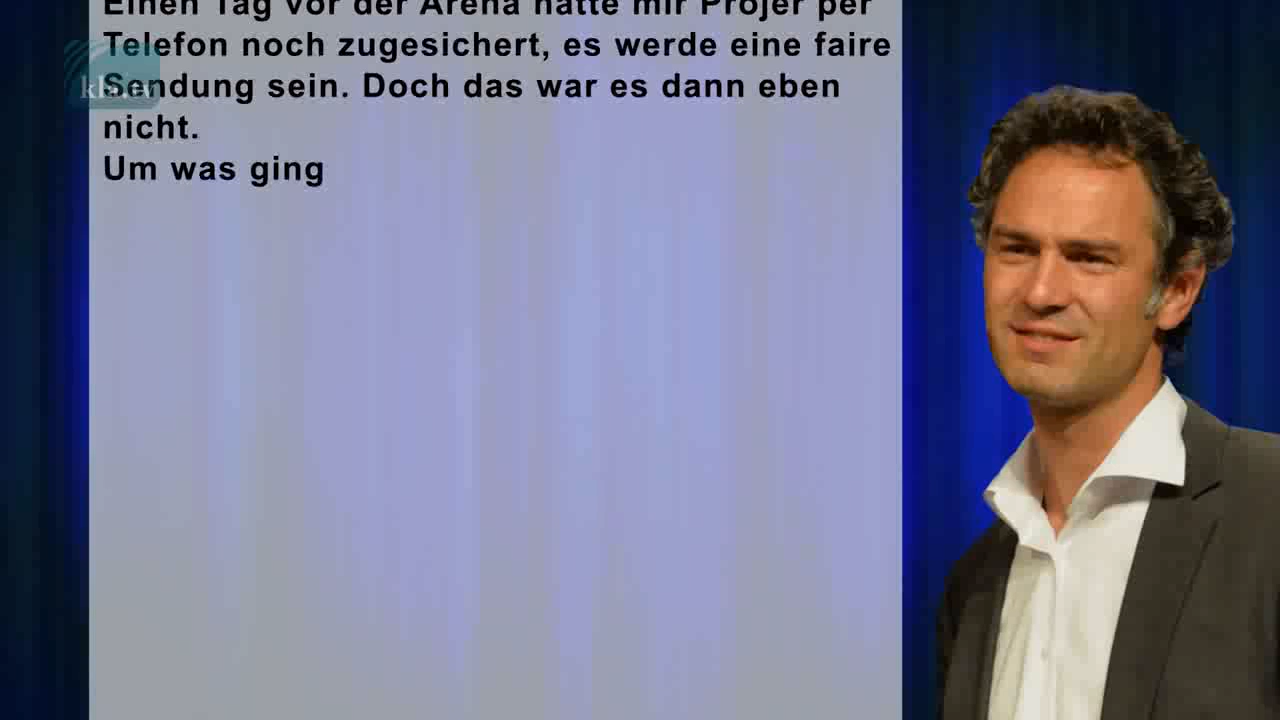 Einen Tag vor der Arena hatte mir Projer per
Telefon noch zugesichert, es werde eine faire
Sendung sein. Doch das war es dann eben
nicht.
Um was ging